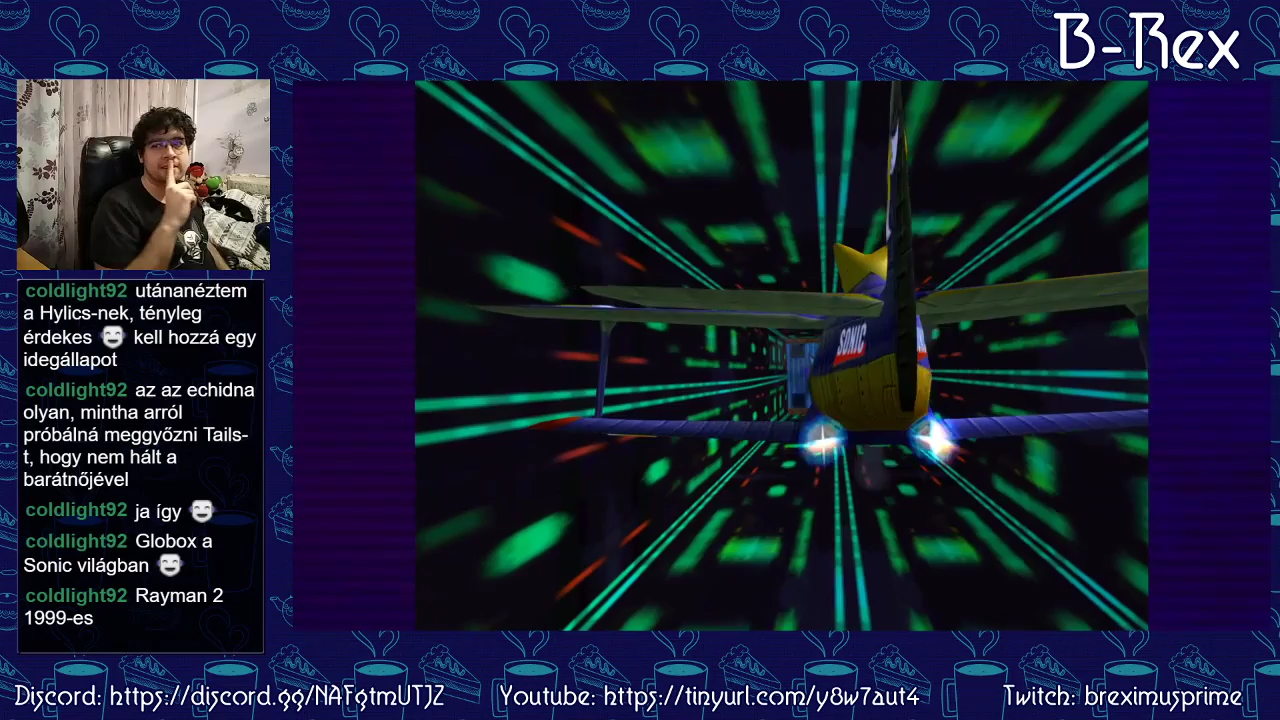 B-Rex
SONIC
coldlight92 utánanéztem
a Hylics-nek, tényleg
érdekes kell hozzá egy
idegállapot
coldlight92 az az echidna
olyan, mintha arról
próbálná meggyőzni Tails-
t, hogy nem hált a
barátnőjével
coldlight92 ja így
coldlight92 Globox a
Sonic világban
coldlight92 Rayman 2
1999-es
Discord: https://discord.gg/NAFgtmUTJZ
Youtube: https://tinyurl.com/y8w7aut4
Twitch: breximusprime